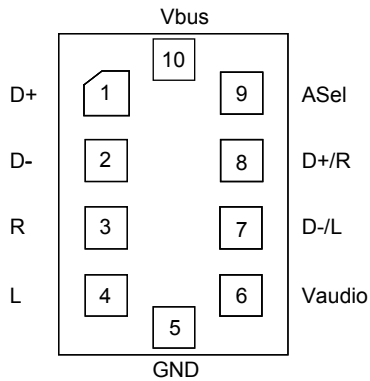 Vbus
10
D+ 1 9 ASel
D- 2 8 D+/R
R 3 7 D-/L
L 4 6 Vaudio
5
GND